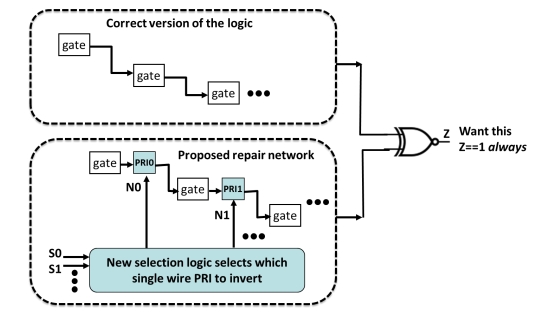 Correct version of the logic
gate
gate
gate
Z Want this
Z==1 always
Proposed repair network
gate PRI0
N0
gate PRI1
N1
gate
S0
S1
New selection logic selects which
single wire PRI to invert